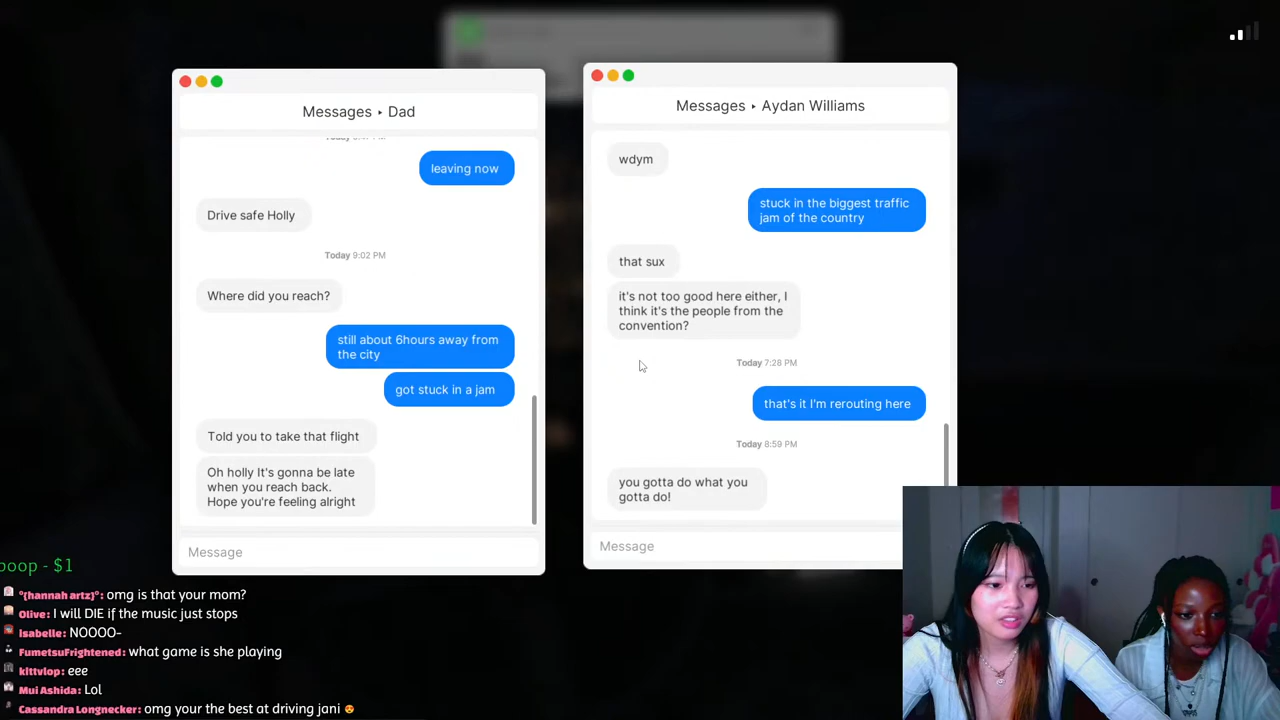 Messages ▸ Dad
leaving now
Drive safe Holly
Today 9:02 PM
Where did you reach?
still about 6hours away from
the city
got stuck in a jam
Told you to take that flight
Oh holly It's gonna be late
when you reach back.
Hope you're feeling alright
Message
Messages ▸ Aydan Williams
wdym
stuck in the biggest traffic
jam of the country
that sux
it's not too good here either, I
think it's the people from the
convention?
Today 7:28 PM
that's it I'm rerouting here
Today 8:59 PM
you gotta do what you
gotta do!
Message
poop - $1
°[hannah artz]°: omg is that your mom?
Olive: I will DIE if the music just stops
Isabelle: NOOOO-
FumetsuFrightened: what game is she playing
kittvlop: eee
Mui Ashida: Lol
Cassandra Longnecker: omg your the best at driving jani 😍